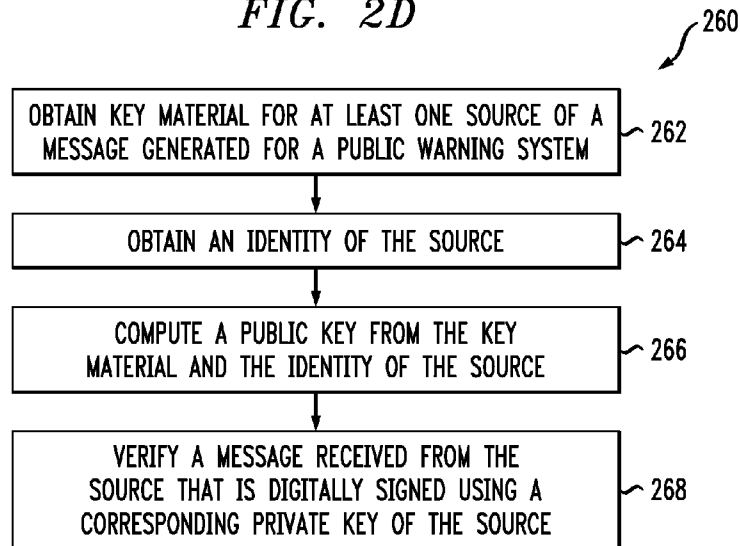 FIG. 2D
260
OBTAIN KEY MATERIAL FOR AT LEAST ONE SOURCE OF A
MESSAGE GENERATED FOR A PUBLIC WARNING SYSTEM
262
OBTAIN AN IDENTITY OF THE SOURCE
264
COMPUTE A PUBLIC KEY FROM THE KEY
MATERIAL AND THE IDENTITY OF THE SOURCE
266
VERIFY A MESSAGE RECEIVED FROM THE
SOURCE THAT IS DIGITALLY SIGNED USING A
CORRESPONDING PRIVATE KEY OF THE SOURCE
268